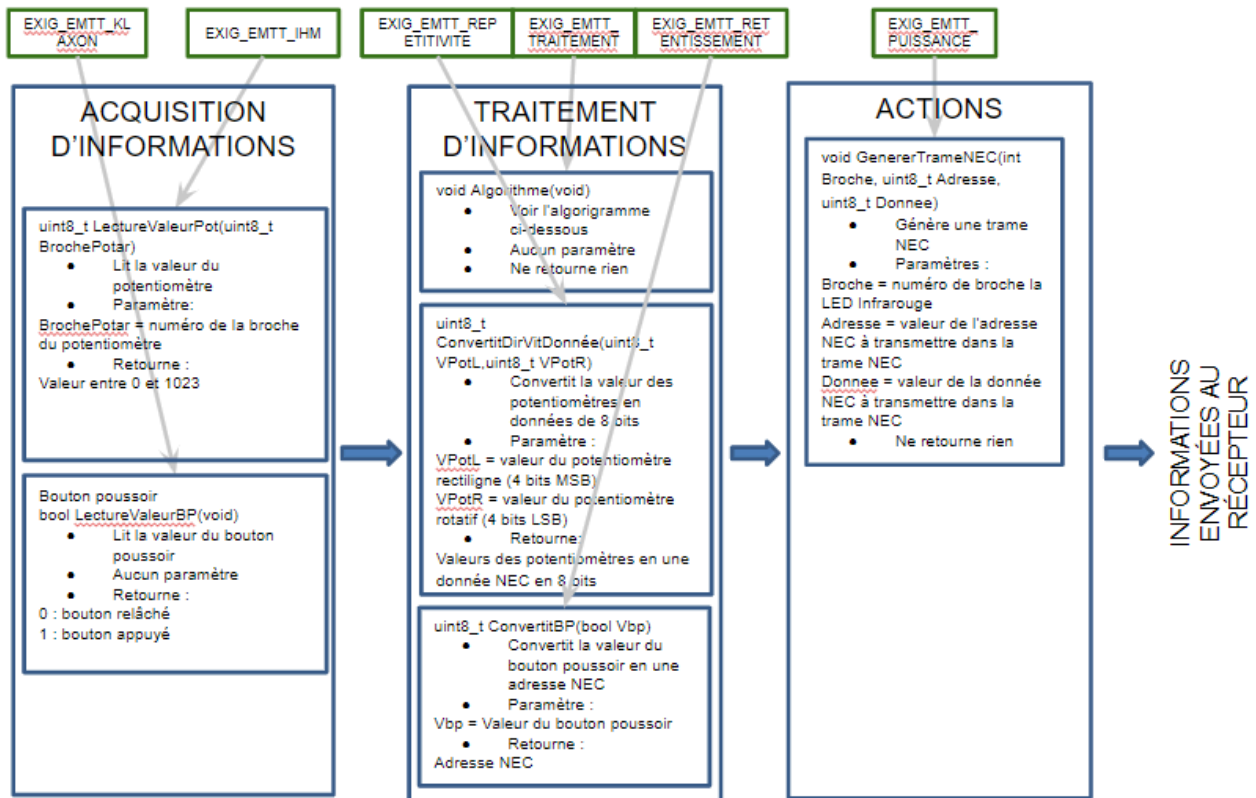 EXIG_EMTT_KL
AXON
EXIG_EMTT_IHM
EXIG_EMTT_REP
ETITIVITE
EXIG_EMTT_
TRAITEMENT
EXIG_EMTT_RET
ENTISSEMENT
EXIG_EMTT_
PUISSANCE
ACQUISITION
D'INFORMATIONS
uint8_t LectureValeurPot(uint8_t
BrochePotar)
● Lit la valeur du
potentiomètre
● Paramètre:
BrochePotar = numéro de la broche
du potentiomètre
● Retourne :
Valeur entre 0 et 1023
Bouton poussoir
bool LectureValeurBP(void)
● Lit la valeur du bouton
poussoir
● Aucun paramètre
● Retourne :
0 : bouton relâché
1 : bouton appuyé
TRAITEMENT
D'INFORMATIONS
void Algorithme(void)
● Voir l'algorigramme
ci-dessous
● Aucun paramètre
● Ne retourne rien
uint8_t
ConvertitDirVitDonnée(uint8_t
VPotL,uint8_t VPotR)
● Convertit la valeur des
potentiomètres en
données de 8 bits
● Paramètre :
VPotL = valeur du potentiomètre
rectiligne (4 bits MSB)
VPotR = valeur du potentiomètre
rotatif (4 bits LSB)
● Retourne:
Valeurs des potentiomètres en une
donnée NEC en 8 bits
uint8_t ConvertitBP(bool Vbp)
● Convertit la valeur du
bouton poussoir en une
adresse NEC
● Paramètre :
Vbp = Valeur du bouton poussoir
● Retourne :
Adresse NEC
ACTIONS
void GenererTrameNEC(int
Broche, uint8_t Adresse,
uint8_t Donnee)
● Génère une trame
NEC
● Paramètres :
Broche = numéro de broche la
LED Infrarouge
Adresse = valeur de l'adresse
NEC à transmettre dans la
trame NEC
Donnee = valeur de la donnée
NEC à transmettre dans la
trame NEC
● Ne retourne rien
INFORMATIONS
ENVOYÉES AU
RÉCEPTEUR